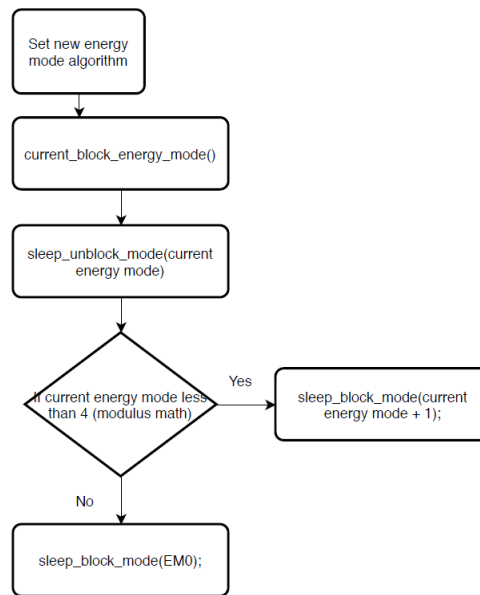 Set new energy
mode algorithm
current_block_energy_mode()
sleep_unblock_mode(current
energy mode)
If current energy mode less
than 4 (modulus math)
Yes
sleep_block_mode(current
energy mode + 1);
No
sleep_block_mode(EM0);